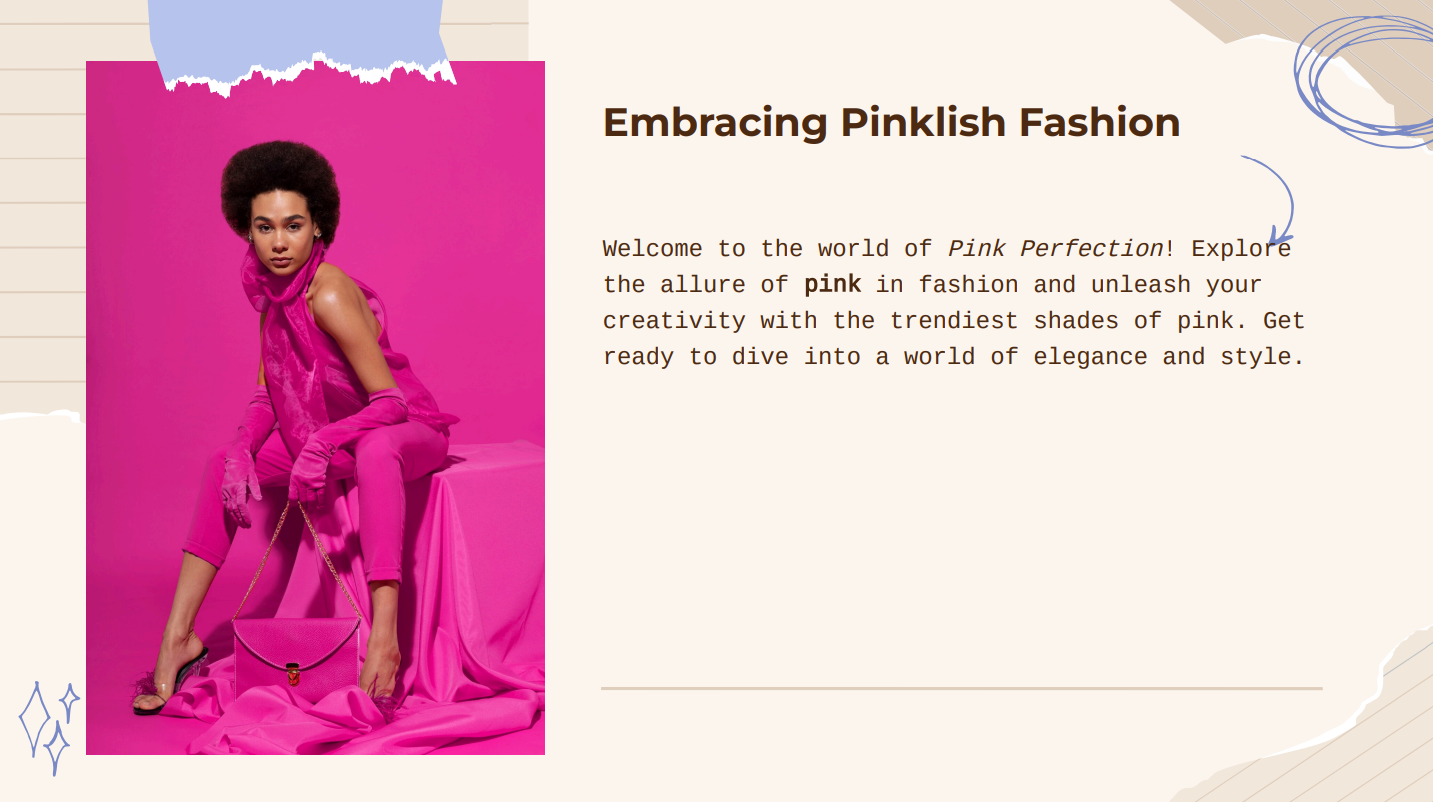 Embracing Pinklish Fashion
Welcome to the world of Pink Perfection! Explore
the allure of pink in fashion and unleash your
creativity with the trendiest shades of pink. Get
ready to dive into a world of elegance and style.